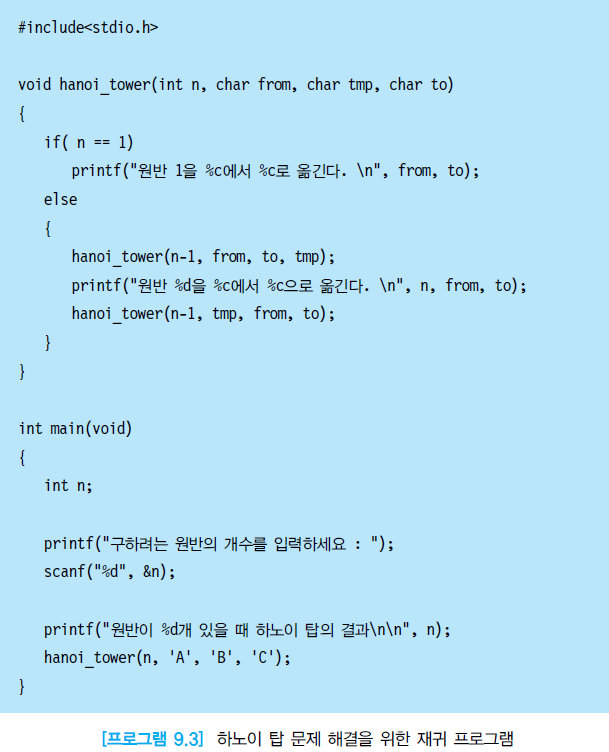 #include<stdio.h>
void hanoi_tower(int n, char from, char tmp, char to)
{
if( n == 1)
printf("원반 1을 %c에서 %c로 옮긴다. \n", from, to);
else
{
hanoi_tower(n-1, from, to, tmp);
printf("원반 %d을 %c에서 %c으로 옮긴다. \n", n, from, to);
hanoi_tower(n-1, tmp, from, to);
}
}
int main(void)
{
int n;
printf("구하려는 원반의 개수를 입력하세요 : ");
scanf("%d", &n);
printf("원반이 %d개 있을 때 하노이 탑의 결과\n\n", n);
hanoi_tower(n, 'A', 'B', 'C');
}
[프로그램 9.3] 하노이 탑 문제 해결을 위한 재귀 프로그램